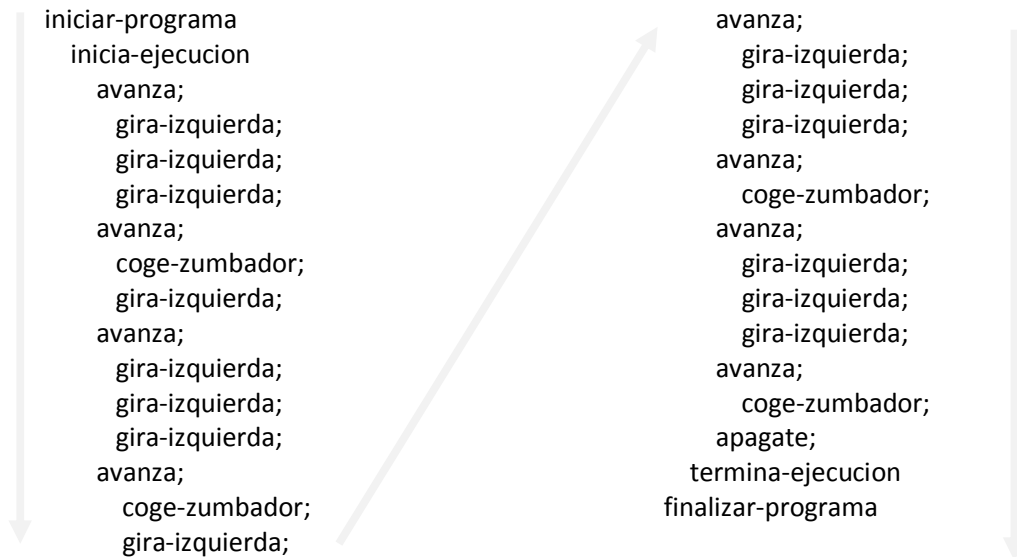 iniciar-programa
inicia-ejecucion
avanza;
gira-izquierda;
gira-izquierda;
gira-izquierda;
avanza;
coge-zumbador;
gira-izquierda;
avanza;
gira-izquierda;
gira-izquierda;
gira-izquierda;
avanza;
coge-zumbador;
gira-izquierda;
avanza;
gira-izquierda;
gira-izquierda;
gira-izquierda;
avanza;
coge-zumbador;
avanza;
gira-izquierda;
gira-izquierda;
gira-izquierda;
avanza;
coge-zumbador;
apagate;
termina-ejecucion
finalizar-programa